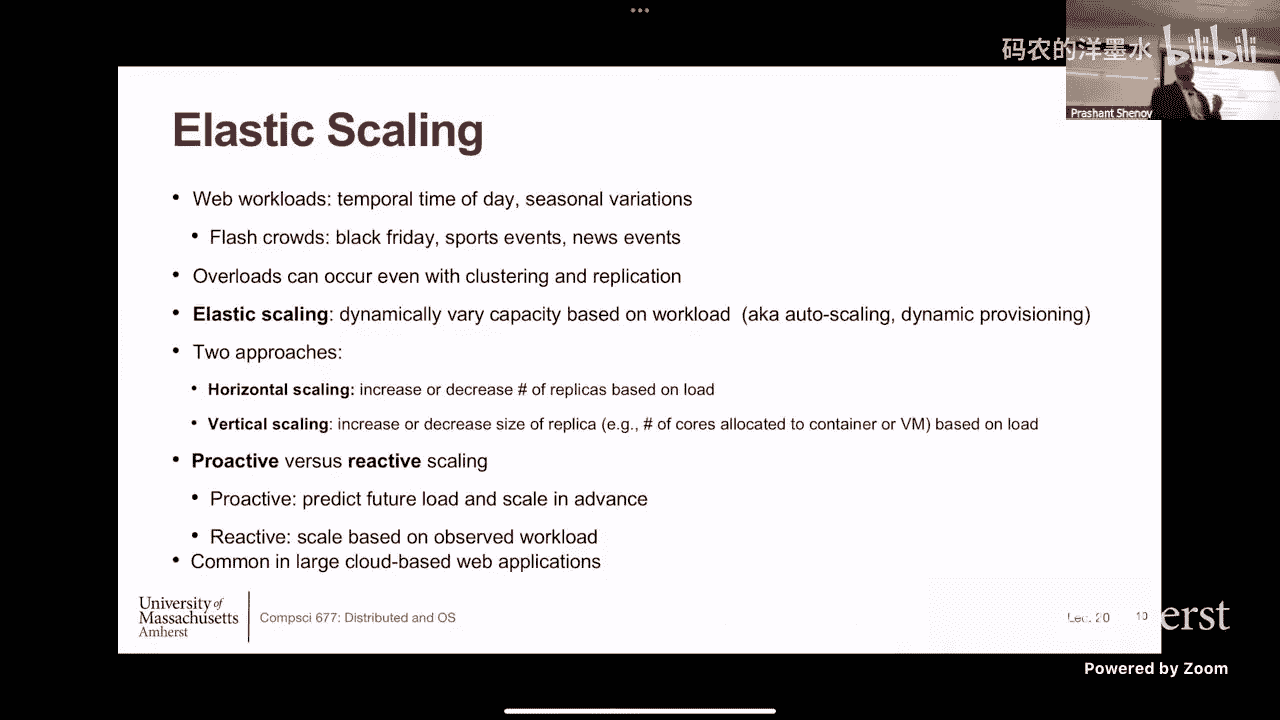 码农的洋墨水 bilibili
Prashant Shenoy
Elastic Scaling
• Web workloads: temporal time of day, seasonal variations
• Flash crowds: black friday, sports events, news events
• Overloads can occur even with clustering and replication
• Elastic scaling: dynamically vary capacity based on workload (aka auto-scaling, dynamic provisioning)
• Two approaches:
• Horizontal scaling: increase or decrease # of replicas based on load
• Vertical scaling: increase or decrease size of replica (e.g., # of cores allocated to container or VM) based on load
• Proactive versus reactive scaling
• Proactive: predict future load and scale in advance
• Reactive: scale based on observed workload
• Common in large cloud-based web applications
University of
Massachusetts
Amherst
Compsci 677: Distributed and OS
Lec. 20
10
erst
Powered by Zoom